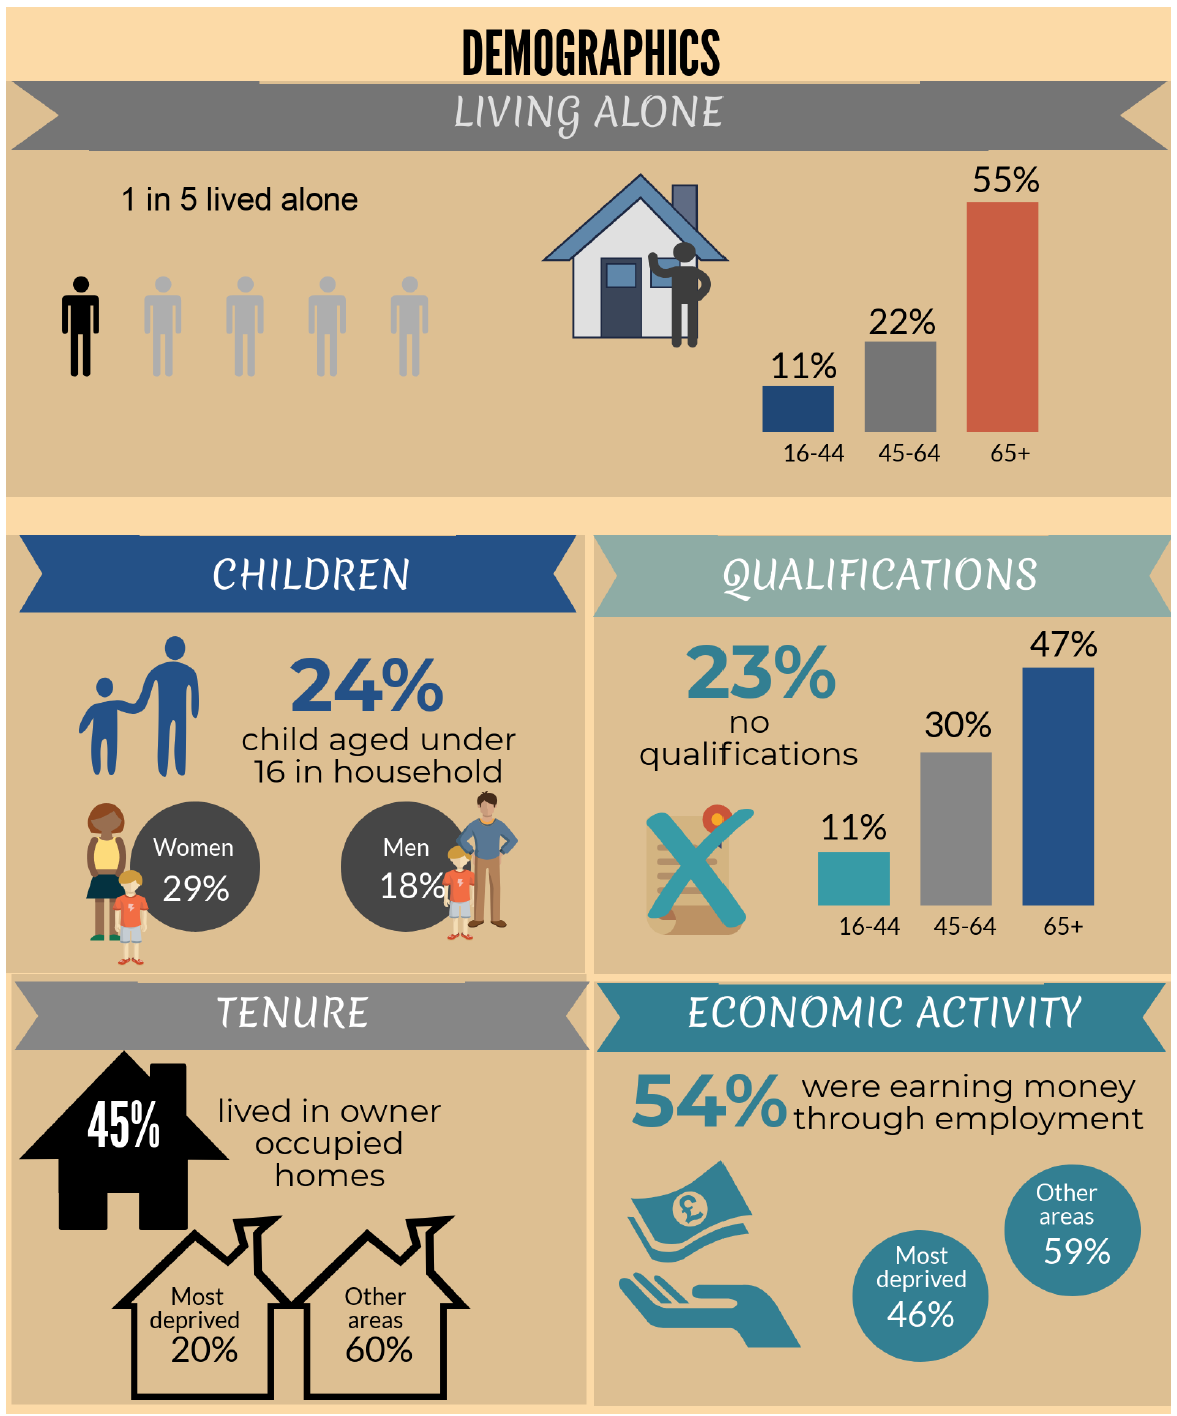 DEMOGRAPHICS
LIVING ALONE
1 in 5 lived alone
55%
22%
11%
16-44 45-64 65+
CHILDREN
24%
child aged under
16 in household
Women
29%
Men
18%
QUALIFICATIONS
23%
no
qualifications
47%
30%
11%
16-44 45-64 65+
TENURE
45%
lived in owner
occupied
homes
Most
deprived
20%
Other
areas
60%
ECONOMIC ACTIVITY
54%
were earning money
through employment
£
Most
deprived
46%
Other
areas
59%